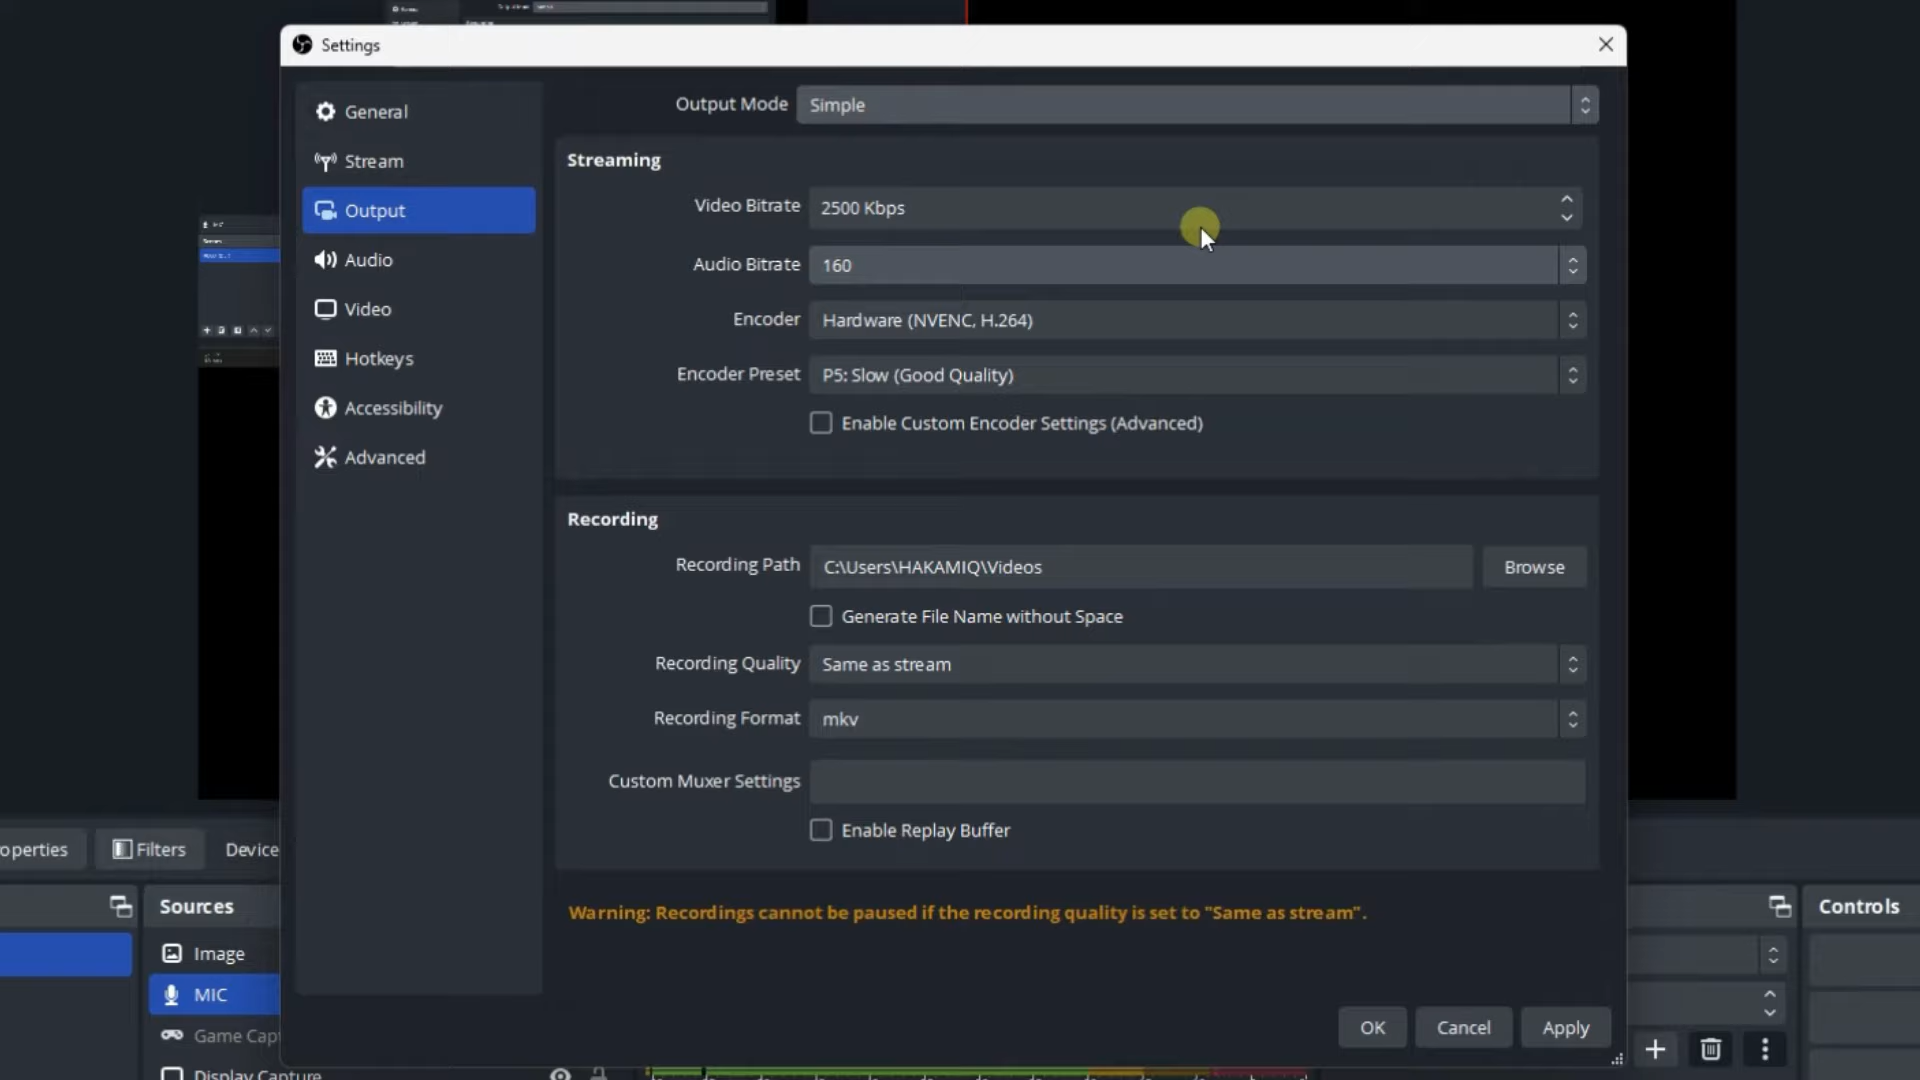 Settings
General
Stream
Output
Audio
Video
Hotkeys
Accessibility
Advanced
Output Mode Simple
Streaming
Video Bitrate 2500 Kbps
Audio Bitrate 160
Encoder Hardware (NVENC, H.264)
Encoder Preset P5: Slow (Good Quality)
Enable Custom Encoder Settings (Advanced)
Recording
Recording Path C:\Users\HAKAMIQ\Videos Browse
Generate File Name without Space
Recording Quality Same as stream
Recording Format mkv
Custom Muxer Settings
Enable Replay Buffer
Warning: Recordings cannot be paused if the recording quality is set to "Same as stream".
OK Cancel Apply
operties Filters Device
Sources
Image
MIC
Game Cap
Display Capture
Controls